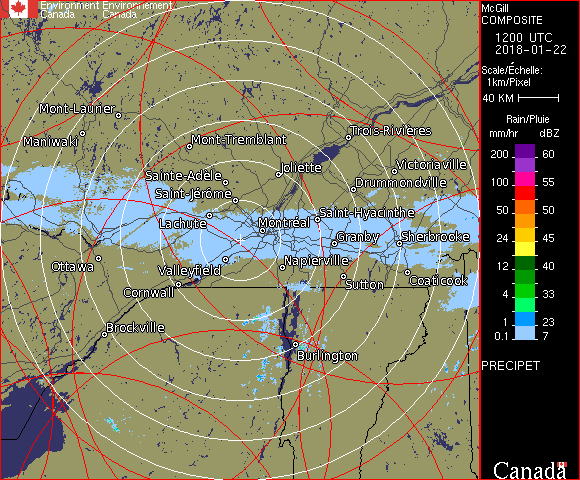 Environment Environnement
Canada Canada
McGill
COMPOSITE
1200 UTC
2018-01-22
Scale/Échelle:
1km/Pixel
40 KM
Rain/Pluie
mm/hr dBZ
200 60
150 57
100 55
50 50
24 45
12 40
4 33
1 23
0.1 7
PRECIPET
Canada
Mont-Laurier
Maniwaki
Mont-Tremblant
Trois-Rivières
Sainte-Adèle
Joliette
Victoriaville
Saint-Jérôme
Drummondville
Lachute
Montréal
Saint-Hyacinthe
Granby
Sherbrooke
Ottawa
Valleyfield
Napierville
Cornwall
Sutton
Coaticook
Brockville
Burlington